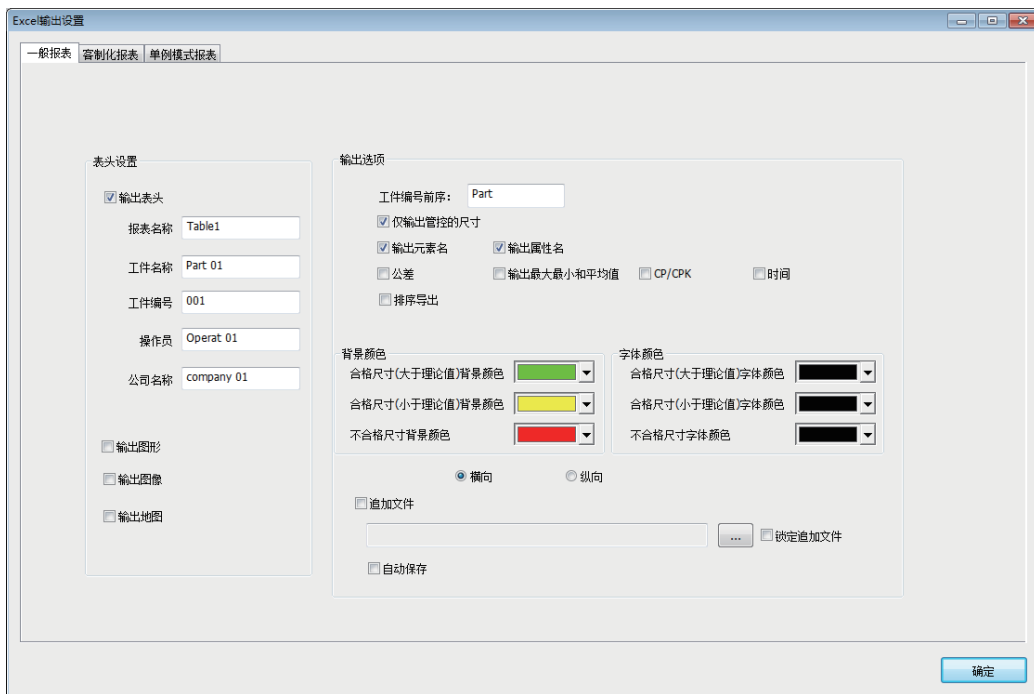 Excel输出设置
一般报表 客制化报表 单例模式报表
表头设置
输出表头
报表名称 Table1
工件名称 Part 01
工件编号 001
操作员 Operat 01
公司名称 company 01
输出图形
输出图像
输出地图
输出选项
工件编号前序: Part
仅输出管控的尺寸
输出元素名 输出属性名
公差 输出最大最小和平均值 CP/CPK 时间
排序导出
背景颜色
合格尺寸(大于理论值)背景颜色
合格尺寸(小于理论值)背景颜色
不合格尺寸背景颜色
字体颜色
合格尺寸(大于理论值)字体颜色
合格尺寸(小于理论值)字体颜色
不合格尺寸字体颜色
横向 纵向
追加文件
... 锁定追加文件
自动保存
确定